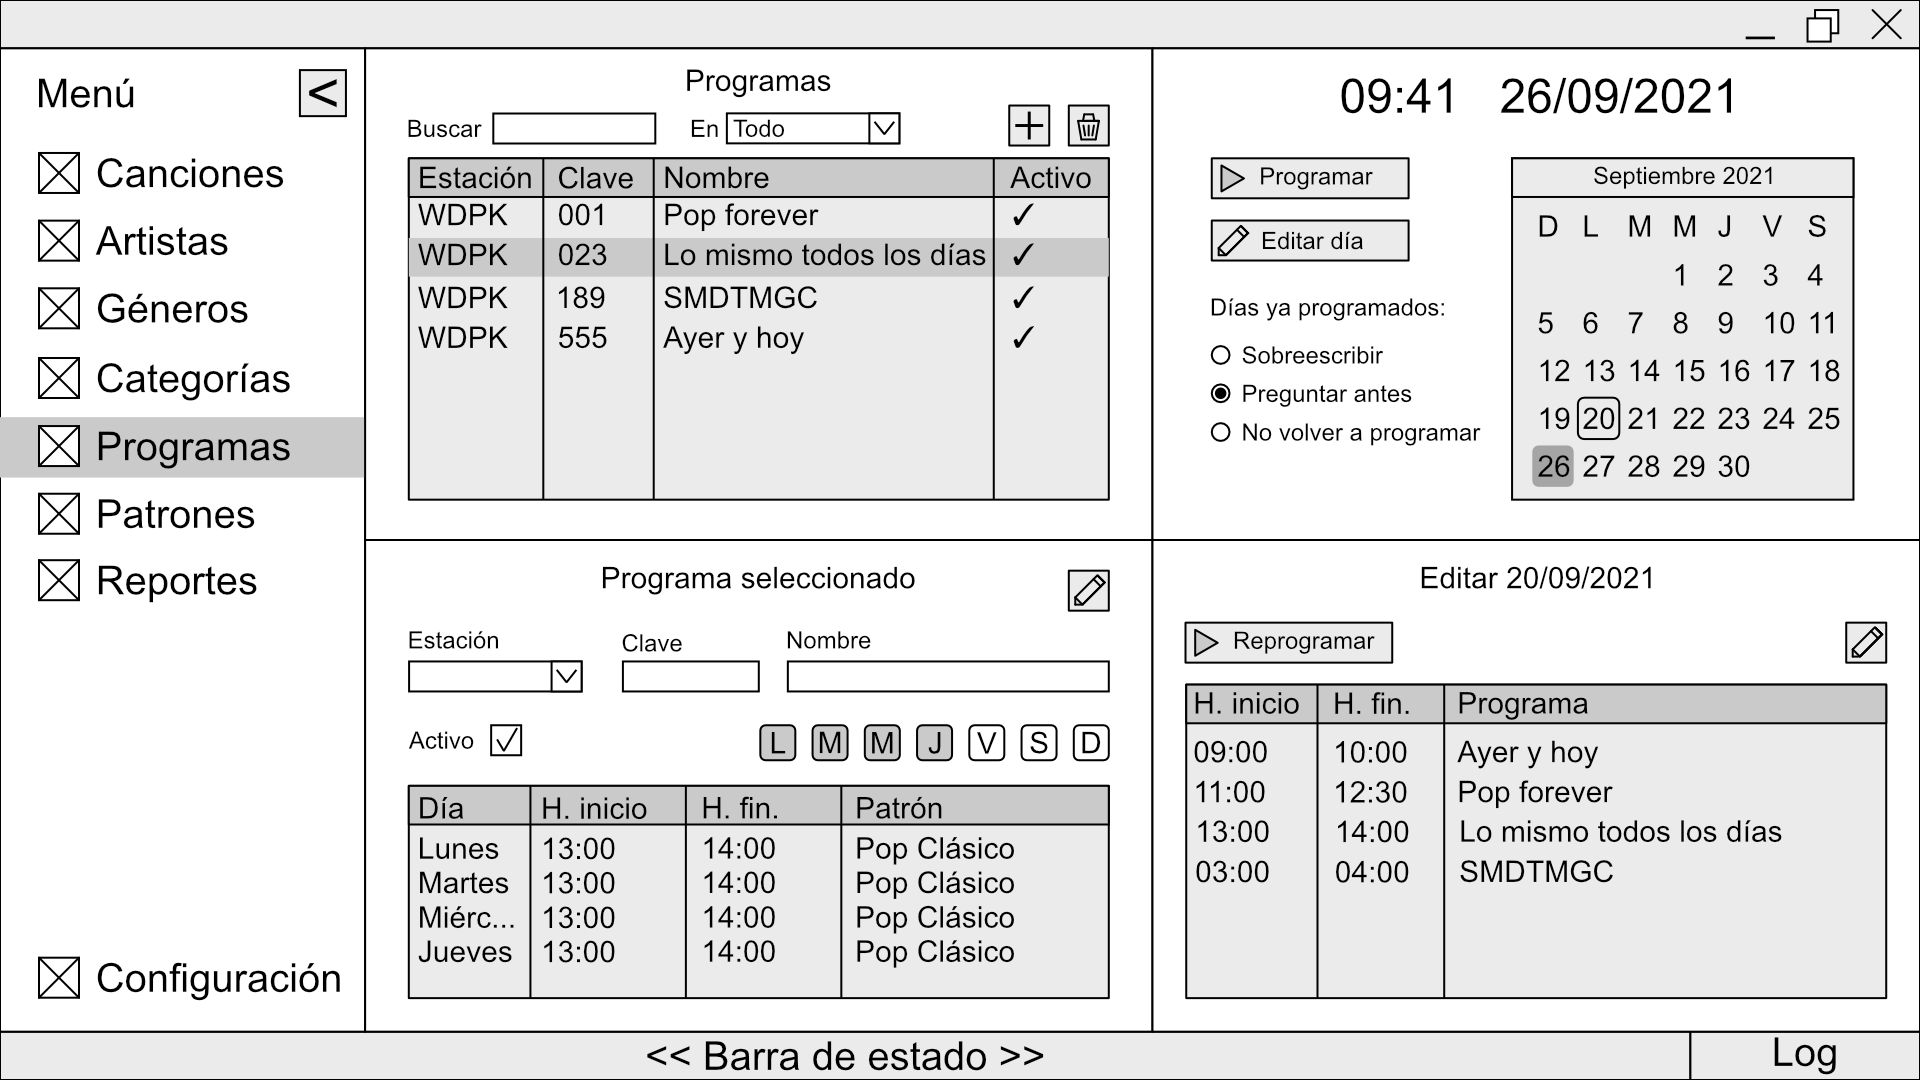 Menú <
Canciones
Artistas
Géneros
Categorías
Programas
Patrones
Reportes
Configuración
Programas
Buscar En Todo
Estación Clave Nombre Activo
WDPK 001 Pop forever ✓
WDPK 023 Lo mismo todos los días ✓
WDPK 189 SMDTMGC ✓
WDPK 555 Ayer y hoy ✓
09:41 26/09/2021
Programar
Editar día
Días ya programados:
Sobreescribir
Preguntar antes
No volver a programar
Septiembre 2021
D L M M J V S
1 2 3 4
5 6 7 8 9 10 11
12 13 14 15 16 17 18
19 20 21 22 23 24 25
26 27 28 29 30
Programa seleccionado
Estación Clave Nombre
Activo L M M J V S D
Día H. inicio H. fin. Patrón
Lunes 13:00 14:00 Pop Clásico
Martes 13:00 14:00 Pop Clásico
Miérc... 13:00 14:00 Pop Clásico
Jueves 13:00 14:00 Pop Clásico
Editar 20/09/2021
Reprogramar
H. inicio H. fin. Programa
09:00 10:00 Ayer y hoy
11:00 12:30 Pop forever
13:00 14:00 Lo mismo todos los días
03:00 04:00 SMDTMGC
<< Barra de estado >> Log